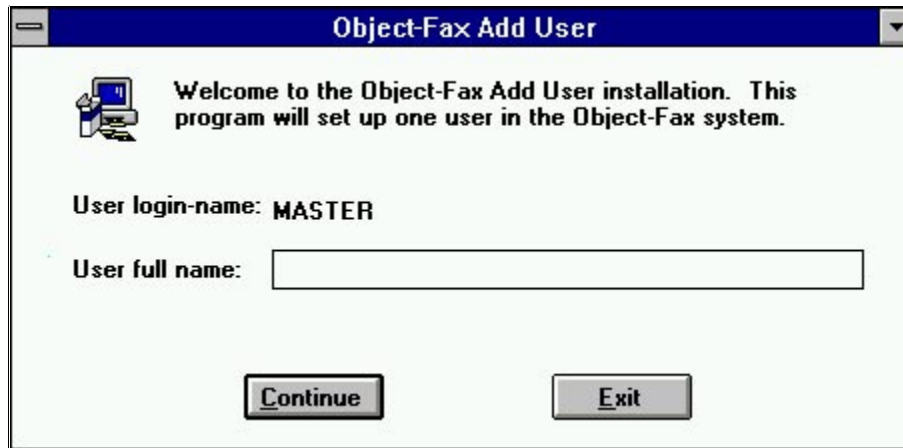 Object-Fax Add User
Welcome to the Object-Fax Add User installation. This
program will set up one user in the Object-Fax system.
User login-name: MASTER
User full name:
Continue Exit